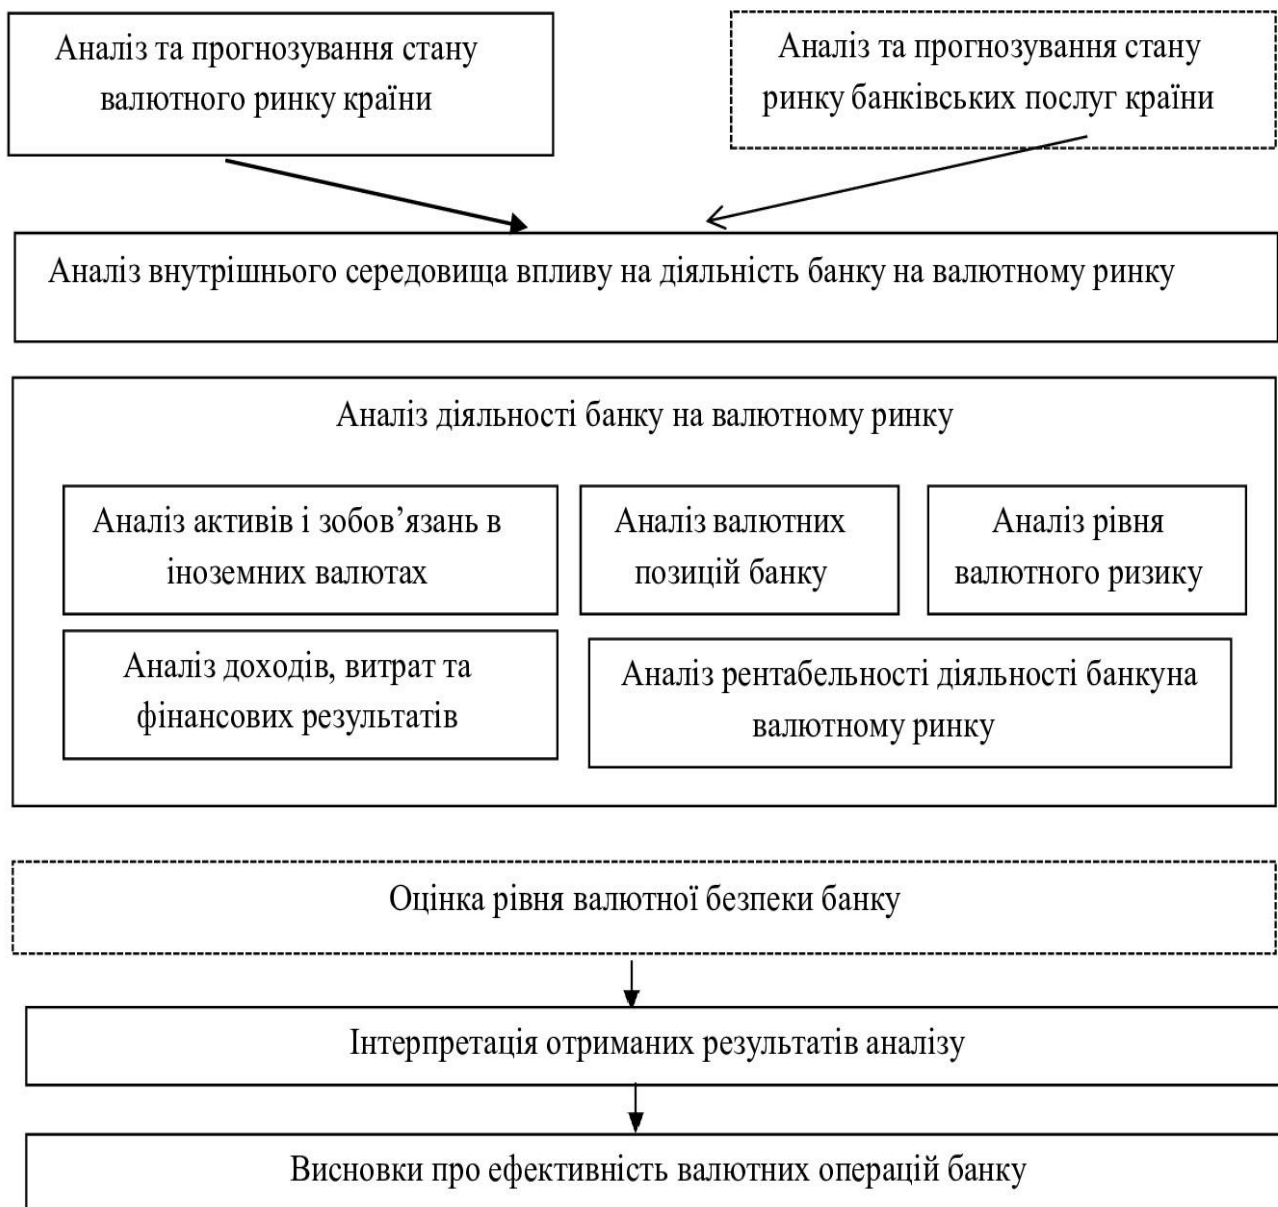 Аналіз та прогнозування стану
валютного ринку країни
Аналіз та прогнозування стану
ринку банківських послуг країни
Аналіз внутрішнього середовища впливу на діяльність банку на валютному ринку
Аналіз діяльності банку на валютному ринку
Аналіз активів і зобов’язань в
іноземних валютах
Аналіз валютних
позицій банку
Аналіз рівня
валютного ризику
Аналіз доходів, витрат та
фінансових результатів
Аналіз рентабельності діяльності банкуна
валютному ринку
Оцінка рівня валютної безпеки банку
Інтерпретація отриманих результатів аналізу
Висновки про ефективність валютних операцій банку